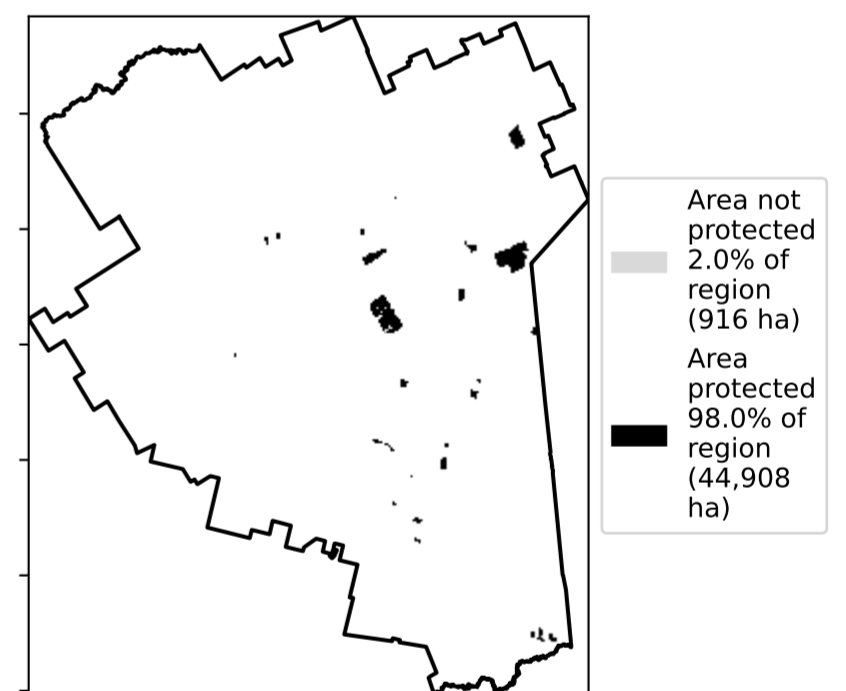 Area not
protected
2.0% of
region
(916 ha)
Area
protected
98.0% of
region
(44,908
ha)